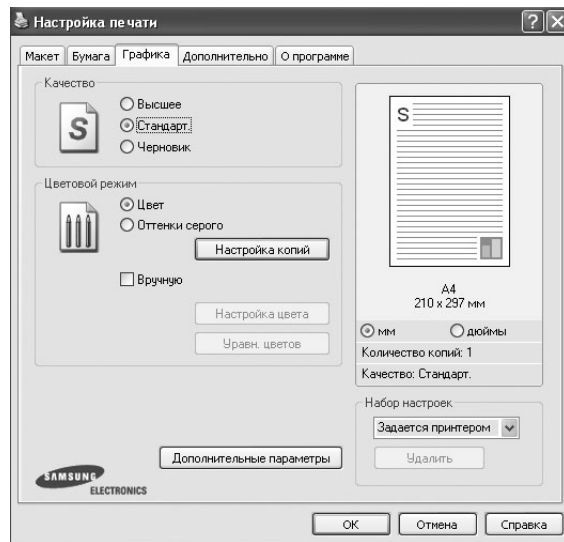 Настройка печати
Макет
Бумага
Графика
Дополнительно
О программе
Качество
S
Высшее
Стандарт.
Черновик
Цветовой режим
Цвет
Оттенки серого
Настройка копий
Вручную
Настройка цвета
Уравн. цветов
S
A4
210 x 297 мм
мм
дюймы
Количество копий: 1
Качество: Стандарт.
Набор настроек
Задается принтером
Удалить
Дополнительные параметры
SAMSUNG
ELECTRONICS
OK
Отмена
Справка